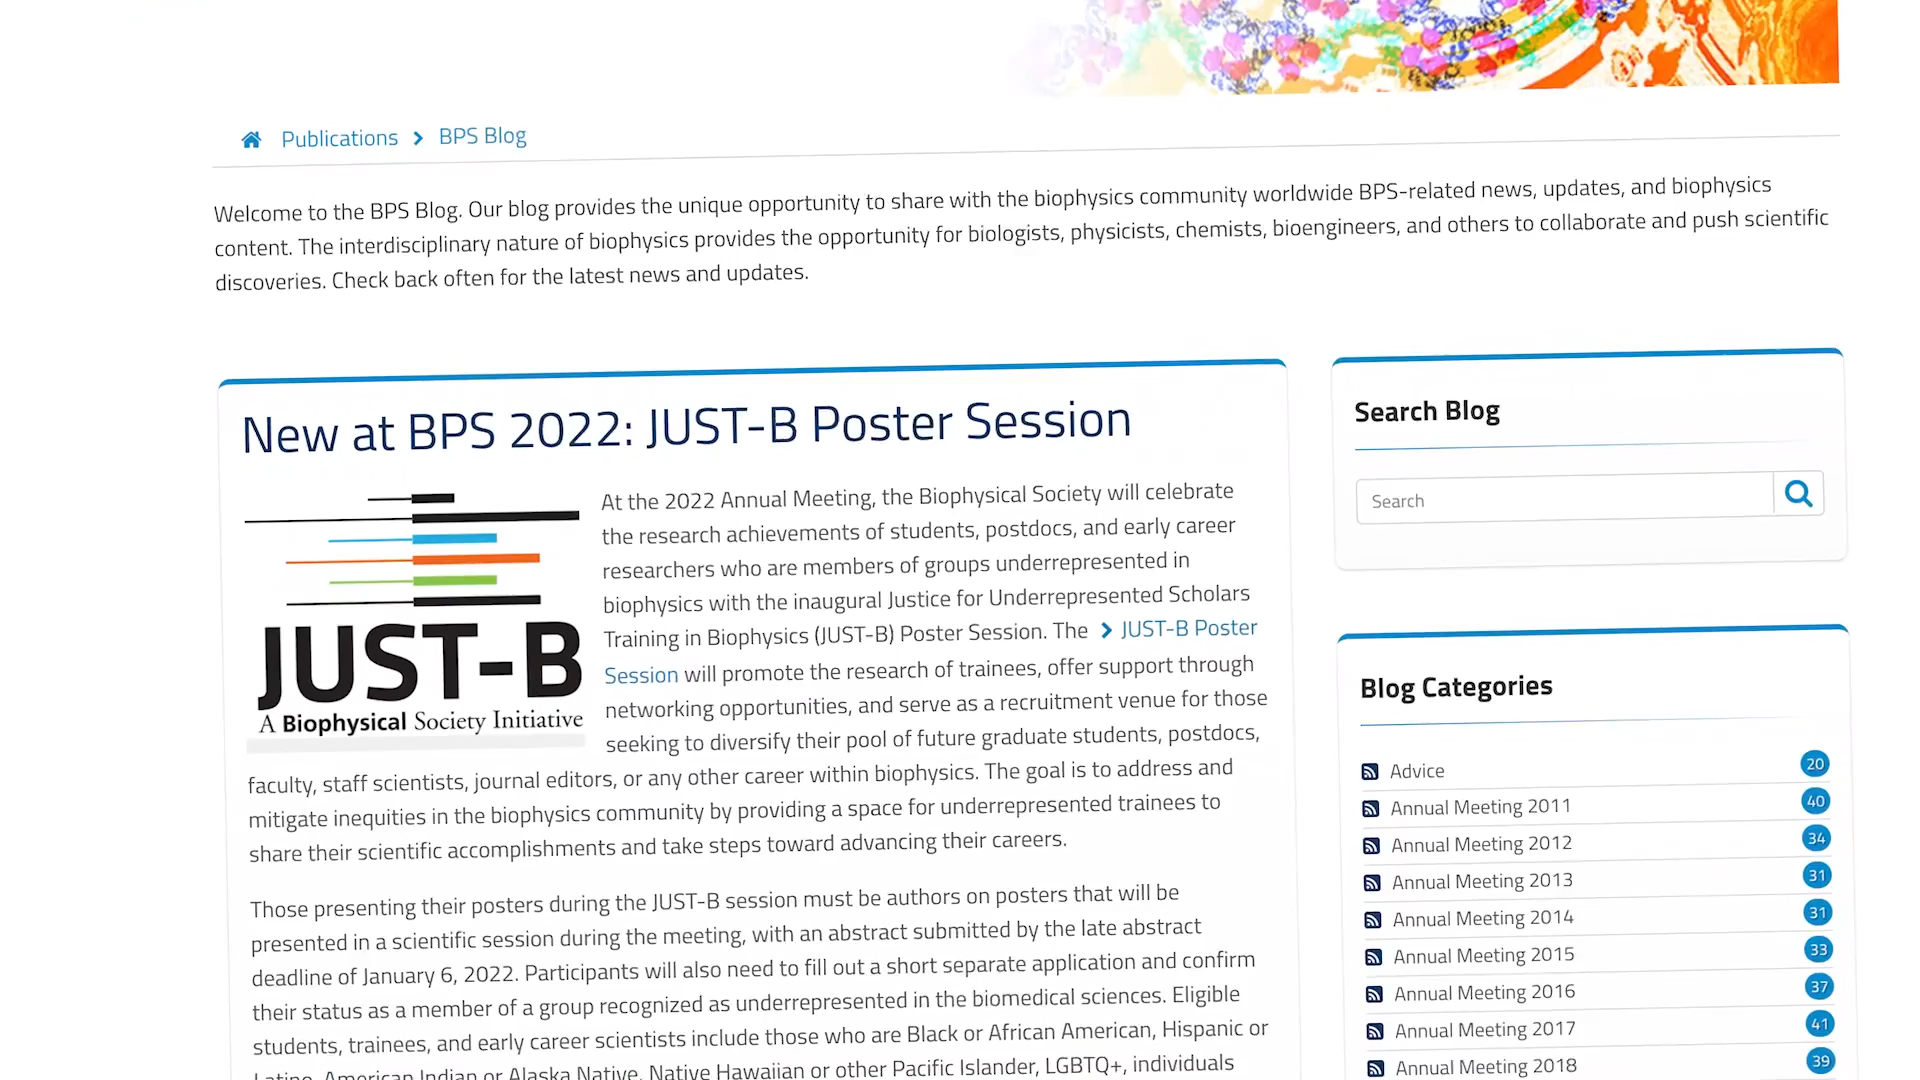 Publications > BPS Blog
Welcome to the BPS Blog. Our blog provides the unique opportunity to share with the biophysics community worldwide BPS-related news, updates, and biophysics
content. The interdisciplinary nature of biophysics provides the opportunity for biologists, physicists, chemists, bioengineers, and others to collaborate and push scientific
discoveries. Check back often for the latest news and updates.
New at BPS 2022: JUST-B Poster Session
JUST-B
A Biophysical Society Initiative
At the 2022 Annual Meeting, the Biophysical Society will celebrate
the research achievements of students, postdocs, and early career
researchers who are members of groups underrepresented in
biophysics with the inaugural Justice for Underrepresented Scholars
Training in Biophysics (JUST-B) Poster Session. The > JUST-B Poster
Session will promote the research of trainees, offer support through
networking opportunities, and serve as a recruitment venue for those
seeking to diversify their pool of future graduate students, postdocs,
faculty, staff scientists, journal editors, or any other career within biophysics. The goal is to address and
mitigate inequities in the biophysics community by providing a space for underrepresented trainees to
share their scientific accomplishments and take steps toward advancing their careers.
Those presenting their posters during the JUST-B session must be authors on posters that will be
presented in a scientific session during the meeting, with an abstract submitted by the late abstract
deadline of January 6, 2022. Participants will also need to fill out a short separate application and confirm
their status as a member of a group recognized as underrepresented in the biomedical sciences. Eligible
students, trainees, and early career scientists include those who are Black or African American, Hispanic or
Latino, American Indian or Alaska Native, Native Hawaiian or other Pacific Islander, LGBTQ+, individuals
Search Blog
Search
Blog Categories
Advice 20
Annual Meeting 2011 40
Annual Meeting 2012 34
Annual Meeting 2013 31
Annual Meeting 2014 31
Annual Meeting 2015 33
Annual Meeting 2016 37
Annual Meeting 2017 41
Annual Meeting 2018 39